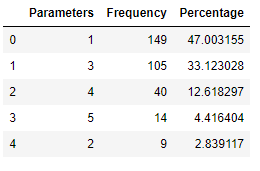 Parameters Frequency Percentage
0 1 149 47.003155
1 3 105 33.123028
2 4 40 12.618297
3 5 14 4.416404
4 2 9 2.839117